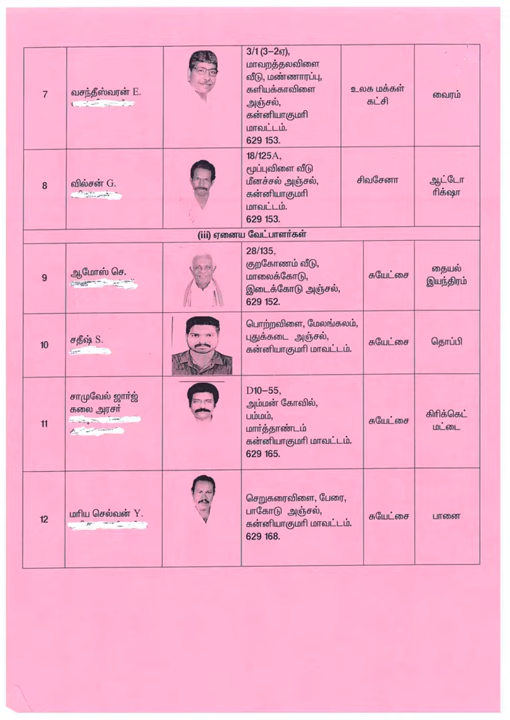 7
வசந்தீஸ்வரன் E.
3/1 (3-2ஏ),
மாவறத்தலவிளை
வீடு, மண்ணாரப்பு,
களியக்காவிளை
அஞ்சல்,
கன்னியாகுமரி
மாவட்டம்.
629 153.
உலக மக்கள்
கட்சி
வைரம்
8
வில்சன் G.
18/125A,
மூப்புவிளை வீடு
மீனச்சல் அஞ்சல்,
கன்னியாகுமரி
மாவட்டம்.
629 153.
சிவசேனா
ஆட்டோ
ரிக்ஷா
(iii) ஏனைய வேட்பாளர்கள்
9
ஆமோஸ் செ.
28/135,
குறகோணம் வீடு,
மாலைக்கோடு,
இடைக்கோடு அஞ்சல்,
629 152.
சுயேட்சை
தையல்
இயந்திரம்
10
சதீஷ் S.
பொற்றவிளை, மேலங்கலம்,
புதுக்கடை அஞ்சல்,
கன்னியாகுமரி மாவட்டம்.
சுயேட்சை
தொப்பி
11
சாமுவேல் ஜார்ஜ்
கலை அரசர்
D10-55,
அம்மன் கோவில்,
பம்மம்,
மார்த்தாண்டம்
கன்னியாகுமரி மாவட்டம்.
629 165.
சுயேட்சை
கிரிக்கெட்
மட்டை
12
மரிய செல்வன் Y.
செறுகரைவிளை, பேரை,
பாகோடு அஞ்சல்,
கன்னியாகுமரி மாவட்டம்.
629 168.
சுயேட்சை
பானை